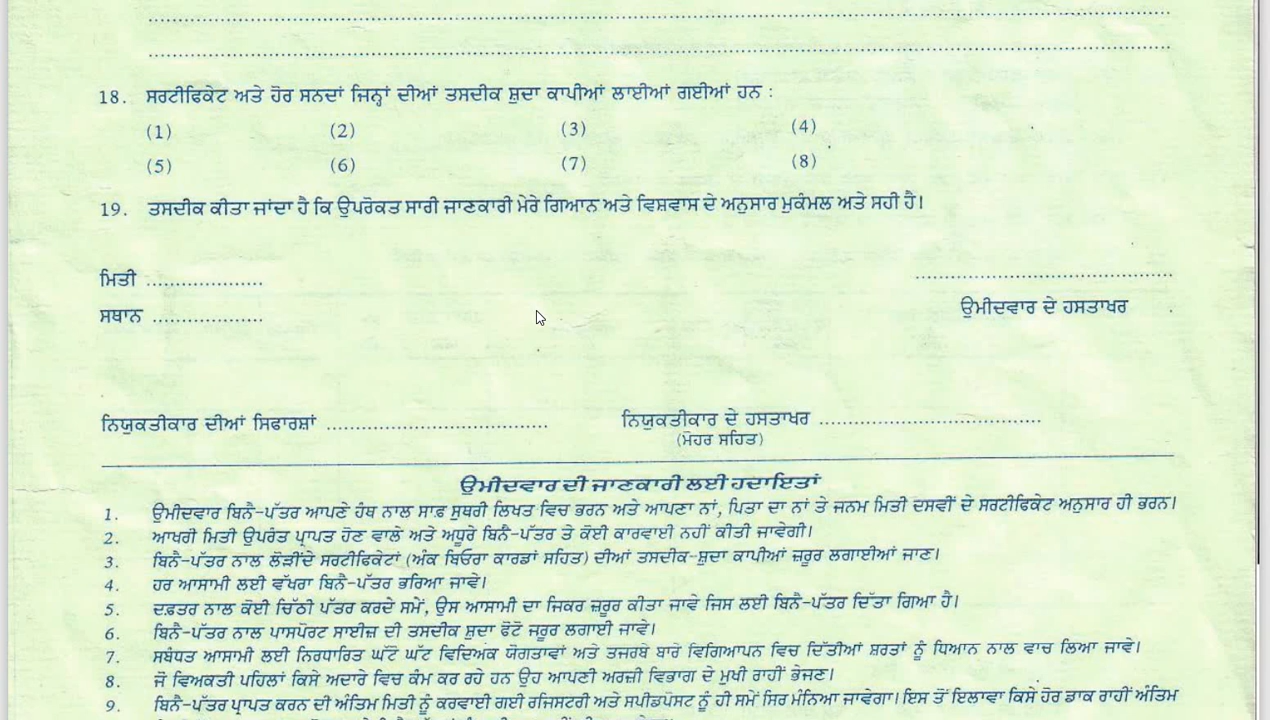 18. ਸਰਟੀਫਿਕੇਟ ਅਤੇ ਹੋਰ ਸਨਦਾਂ ਜਿਨ੍ਹਾਂ ਦੀਆਂ ਤਸਦੀਕ ਸ਼ੁਦਾ ਕਾਪੀਆਂ ਲਾਈਆਂ ਗਈਆਂ ਹਨ :
(1) (2) (3) (4)
(5) (6) (7) (8)
19. ਤਸਦੀਕ ਕੀਤਾ ਜਾਂਦਾ ਹੈ ਕਿ ਉਪਰੋਕਤ ਸਾਰੀ ਜਾਣਕਾਰੀ ਮੇਰੇ ਗਿਆਨ ਅਤੇ ਵਿਸ਼ਵਾਸ ਦੇ ਅਨੁਸਾਰ ਮੁਕੰਮਲ ਅਤੇ ਸਹੀ ਹੈ।
ਮਿਤੀ ....................
ਸਥਾਨ ................... ਉਮੀਦਵਾਰ ਦੇ ਹਸਤਾਖਰ
ਨਿਯੁਕਤੀਕਾਰ ਦੀਆਂ ਸਿਫਾਰਸ਼ਾਂ ...................................... ਨਿਯੁਕਤੀਕਾਰ ਦੇ ਹਸਤਾਖਰ ......................................
(ਮੋਹਰ ਸਹਿਤ)
ਉਮੀਦਵਾਰ ਦੀ ਜਾਣਕਾਰੀ ਲਈ ਹਦਾਇਤਾਂ
1. ਉਮੀਦਵਾਰ ਬਿਨੈ-ਪੱਤਰ ਆਪਣੇ ਹੱਥ ਨਾਲ ਸਾਫ਼ ਸੁਥਰੀ ਲਿਖਤ ਵਿਚ ਭਰਨ ਅਤੇ ਆਪਣਾ ਨਾਂ, ਪਿਤਾ ਦਾ ਨਾਂ ਤੇ ਜਨਮ ਮਿਤੀ ਦਸਵੀਂ ਦੇ ਸਰਟੀਫਿਕੇਟ ਅਨੁਸਾਰ ਹੀ ਭਰਨ।
2. ਆਖਰੀ ਮਿਤੀ ਉਪਰੰਤ ਪ੍ਰਾਪਤ ਹੋਣ ਵਾਲੇ ਅਤੇ ਅਧੂਰੇ ਬਿਨੈ-ਪੱਤਰ ਤੇ ਕੋਈ ਕਾਰਵਾਈ ਨਹੀਂ ਕੀਤੀ ਜਾਵੇਗੀ।
3. ਬਿਨੈ-ਪੱਤਰ ਨਾਲ ਲੋੜੀਂਦੇ ਸਰਟੀਫਿਕੇਟਾਂ (ਅੰਕ ਬਿਓਰਾ ਕਾਰਡਾਂ ਸਹਿਤ) ਦੀਆਂ ਤਸਦੀਕ-ਸ਼ੁਦਾ ਕਾਪੀਆਂ ਜ਼ਰੂਰ ਲਗਾਈਆਂ ਜਾਣ।
4. ਹਰ ਆਸਾਮੀ ਲਈ ਵੱਖਰਾ ਬਿਨੈ-ਪੱਤਰ ਭਰਿਆ ਜਾਵੇ।
5. ਦਫ਼ਤਰ ਨਾਲ ਕੋਈ ਚਿੱਠੀ ਪੱਤਰ ਕਰਦੇ ਸਮੇਂ, ਉਸ ਆਸਾਮੀ ਦਾ ਜਿਕਰ ਜ਼ਰੂਰ ਕੀਤਾ ਜਾਵੇ ਜਿਸ ਲਈ ਬਿਨੈ-ਪੱਤਰ ਦਿੱਤਾ ਗਿਆ ਹੈ।
6. ਬਿਨੈ-ਪੱਤਰ ਨਾਲ ਪਾਸਪੋਰਟ ਸਾਈਜ਼ ਦੀ ਤਸਦੀਕ ਸ਼ੁਦਾ ਫੋਟੋ ਜਰੂਰ ਲਗਾਈ ਜਾਵੇ।
7. ਸਬੰਧਤ ਆਸਾਮੀ ਲਈ ਨਿਰਧਾਰਿਤ ਘੱਟੋ ਘੱਟ ਵਿਦਿਅਕ ਯੋਗਤਾਵਾਂ ਅਤੇ ਤਜਰਬੇ ਬਾਰੇ ਵਿਗਿਆਪਨ ਵਿਚ ਦਿੱਤੀਆਂ ਸ਼ਰਤਾਂ ਨੂੰ ਧਿਆਨ ਨਾਲ ਵਾਚ ਲਿਆ ਜਾਵੇ।
8. ਜੋ ਵਿਅਕਤੀ ਪਹਿਲਾਂ ਕਿਸੇ ਅਦਾਰੇ ਵਿਚ ਕੰਮ ਕਰ ਰਹੇ ਹਨ ਉਹ ਆਪਣੀ ਅਰਜ਼ੀ ਵਿਭਾਗ ਦੇ ਮੁਖੀ ਰਾਹੀਂ ਭੇਜਣ।
9. ਬਿਨੈ-ਪੱਤਰ ਪ੍ਰਾਪਤ ਕਰਨ ਦੀ ਅੰਤਿਮ ਮਿਤੀ ਨੂੰ ਕਰਵਾਈ ਗਈ ਰਜਿਸਟਰੀ ਅਤੇ ਸਪੀਡਪੋਸਟ ਨੂੰ ਹੀ ਸਮੇਂ ਸਿਰ ਮੰਨਿਆ ਜਾਵੇਗਾ। ਇਸ ਤੋਂ ਇਲਾਵਾ ਕਿਸੇ ਹੋਰ ਡਾਕ ਰਾਹੀਂ ਅੰਤਿਮ